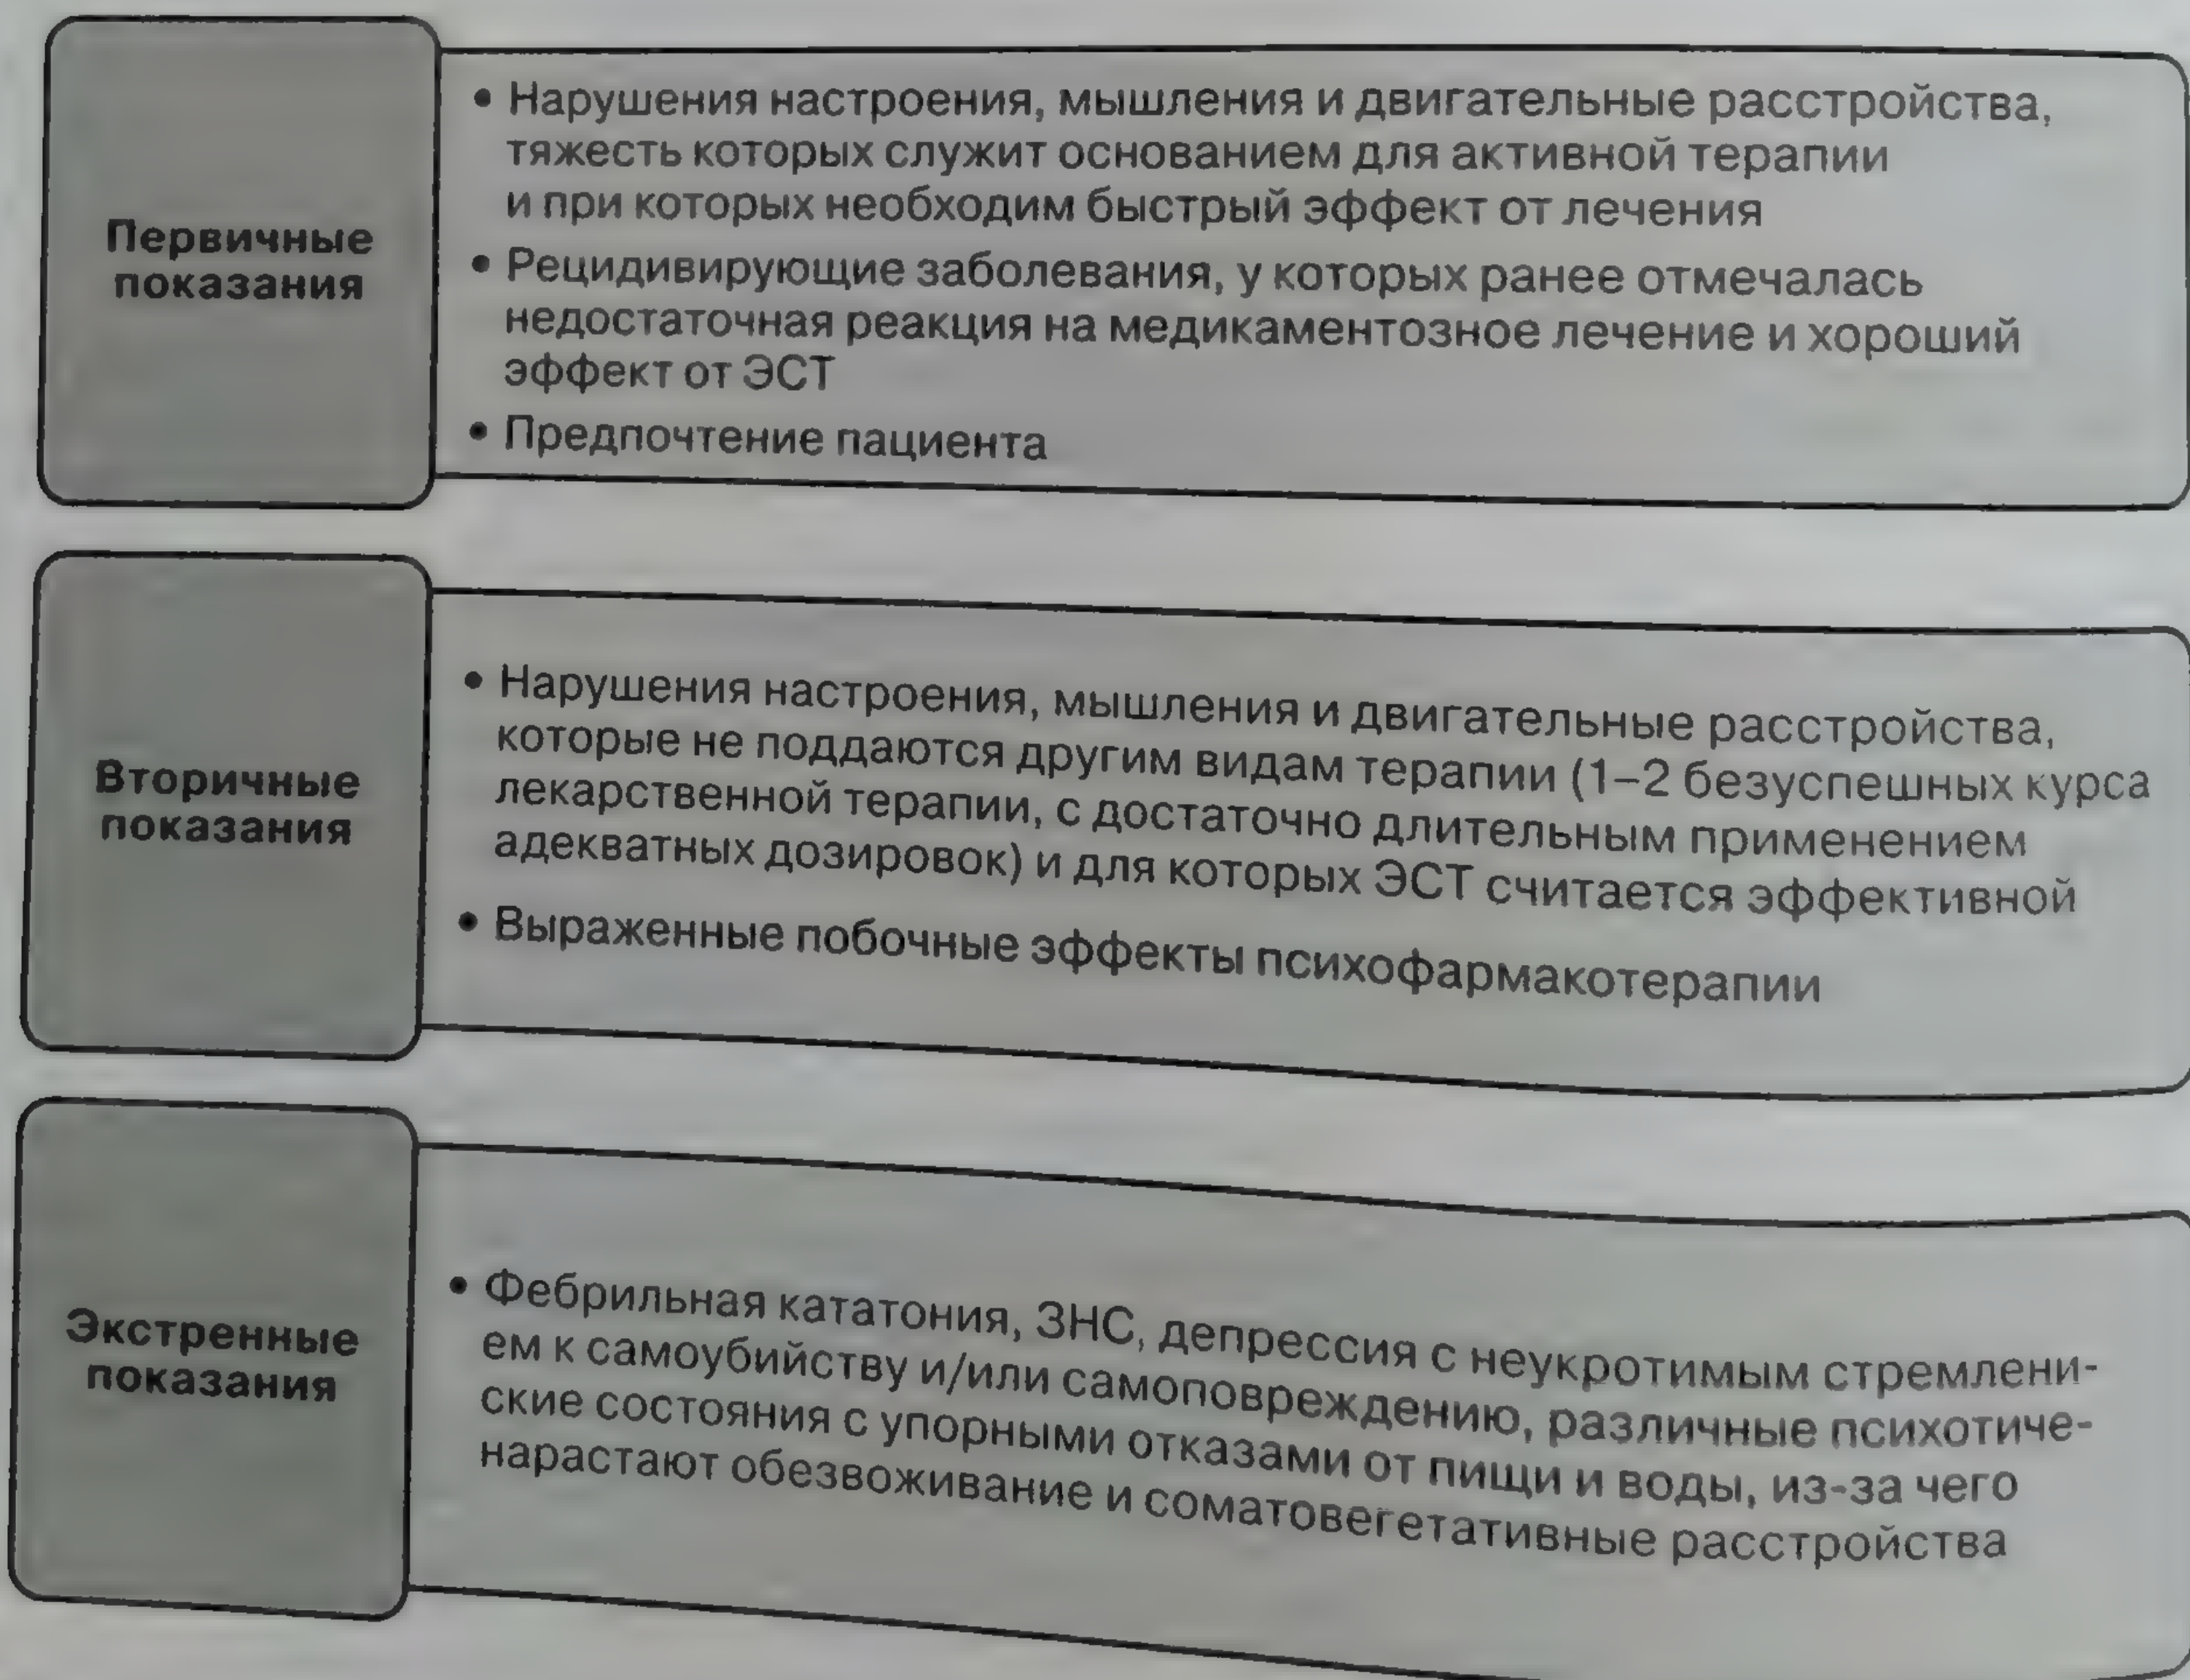 Первичные
показания
• Нарушения настроения, мышления и двигательные расстройства,
тяжесть которых служит основанием для активной терапии
и при которых необходим быстрый эффект от лечения
• Рецидивирующие заболевания, у которых ранее отмечалась
недостаточная реакция на медикаментозное лечение и хороший
эффект от ЭСТ
• Предпочтение пациента
Вторичные
показания
• Нарушения настроения, мышления и двигательные расстройства,
которые не поддаются другим видам терапии (1–2 безуспешных курса
лекарственной терапии, с достаточно длительным применением
адекватных дозировок) и для которых ЭСТ считается эффективной
• Выраженные побочные эффекты психофармакотерапии
Экстренные
показания
• Фебрильная кататония, ЗНС, депрессия с неукротимым стремлени-
ем к самоубийству и/или самоповреждению, различные психотиче-
ские состояния с упорными отказами от пищи и воды, из-за чего
нарастают обезвоживание и соматовегетативные расстройства